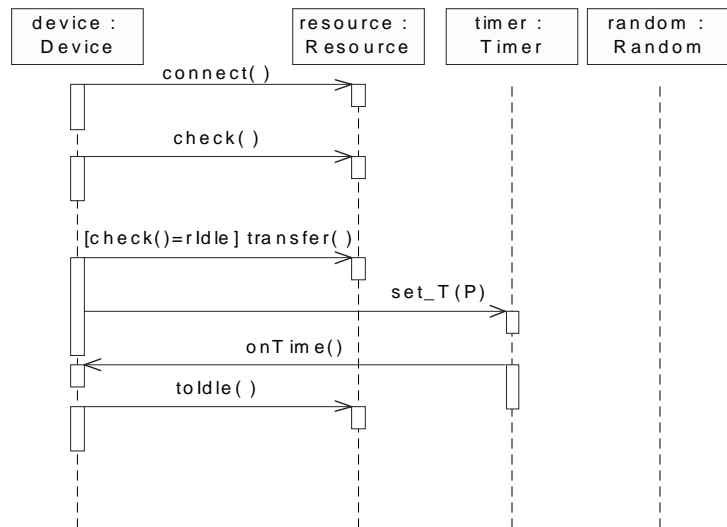 device :
Device
resource :
Resource
timer :
Timer
random :
Random
connect( )
check( )
[check()=rIdle] transfer( )
set_T(P)
onTime()
toIdle( )